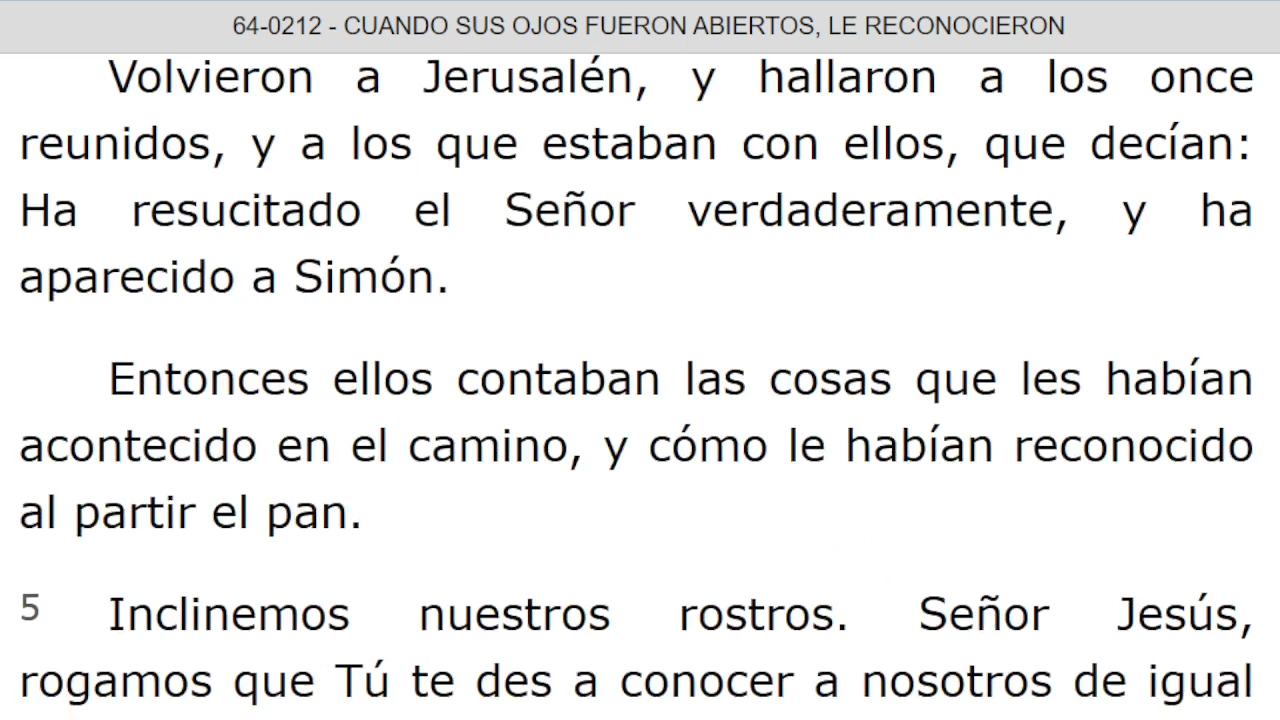 64-0212 - CUANDO SUS OJOS FUERON ABIERTOS, LE RECONOCIERON
Volvieron a Jerusalén, y hallaron a los once
reunidos, y a los que estaban con ellos, que decían:
Ha resucitado el Señor verdaderamente, y ha
aparecido a Simón.
Entonces ellos contaban las cosas que les habían
acontecido en el camino, y cómo le habían reconocido
al partir el pan.
5 Inclinemos nuestros rostros. Señor Jesús,
rogamos que Tú te des a conocer a nosotros de igual